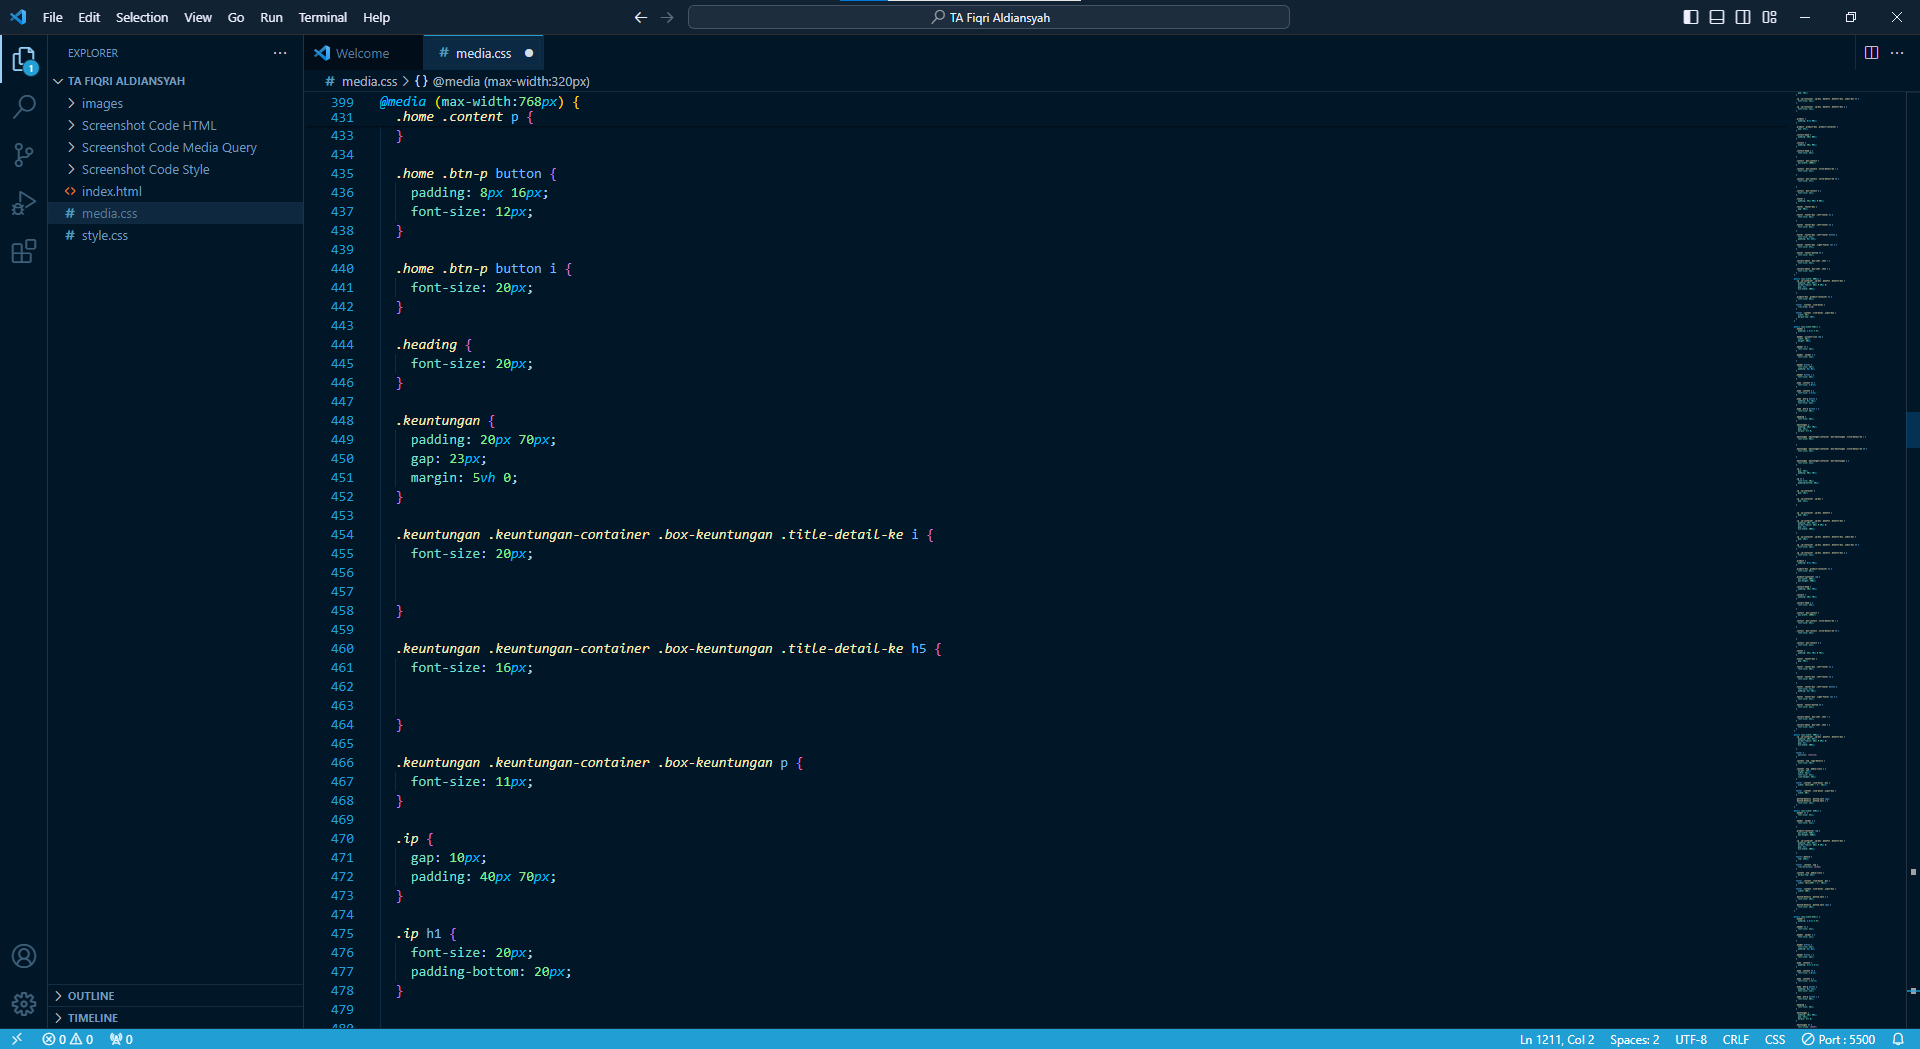 File Edit Selection View Go Run Terminal Help
TA Fiqri Aldiansyah
EXPLORER
TA FIQRI ALDIANSYAH
images
Screenshot Code HTML
Screenshot Code Media Query
Screenshot Code Style
<> index.html
# media.css
# style.css
OUTLINE
TIMELINE
1
Welcome
# media.css
# media.css > {} @media (max-width:320px)
399 @media (max-width:768px) {
431 .home .content p {
433 }
434
435 .home .btn-p button {
436 padding: 8px 16px;
437 font-size: 12px;
438 }
439
440 .home .btn-p button i {
441 font-size: 20px;
442 }
443
444 .heading {
445 font-size: 20px;
446 }
447
448 .keuntungan {
449 padding: 20px 70px;
450 gap: 23px;
451 margin: 5vh 0;
452 }
453
454 .keuntungan .keuntungan-container .box-keuntungan .title-detail-ke i {
455 font-size: 20px;
456
457
458 }
459
460 .keuntungan .keuntungan-container .box-keuntungan .title-detail-ke h5 {
461 font-size: 16px;
462
463
464 }
465
466 .keuntungan .keuntungan-container .box-keuntungan p {
467 font-size: 11px;
468 }
469
470 .ip {
471 gap: 10px;
472 padding: 40px 70px;
473 }
474
475 .ip h1 {
476 font-size: 20px;
477 padding-bottom: 20px;
478 }
479
0 0 0
Ln 1211, Col 2 Spaces: 2 UTF-8 CRLF CSS Port : 5500